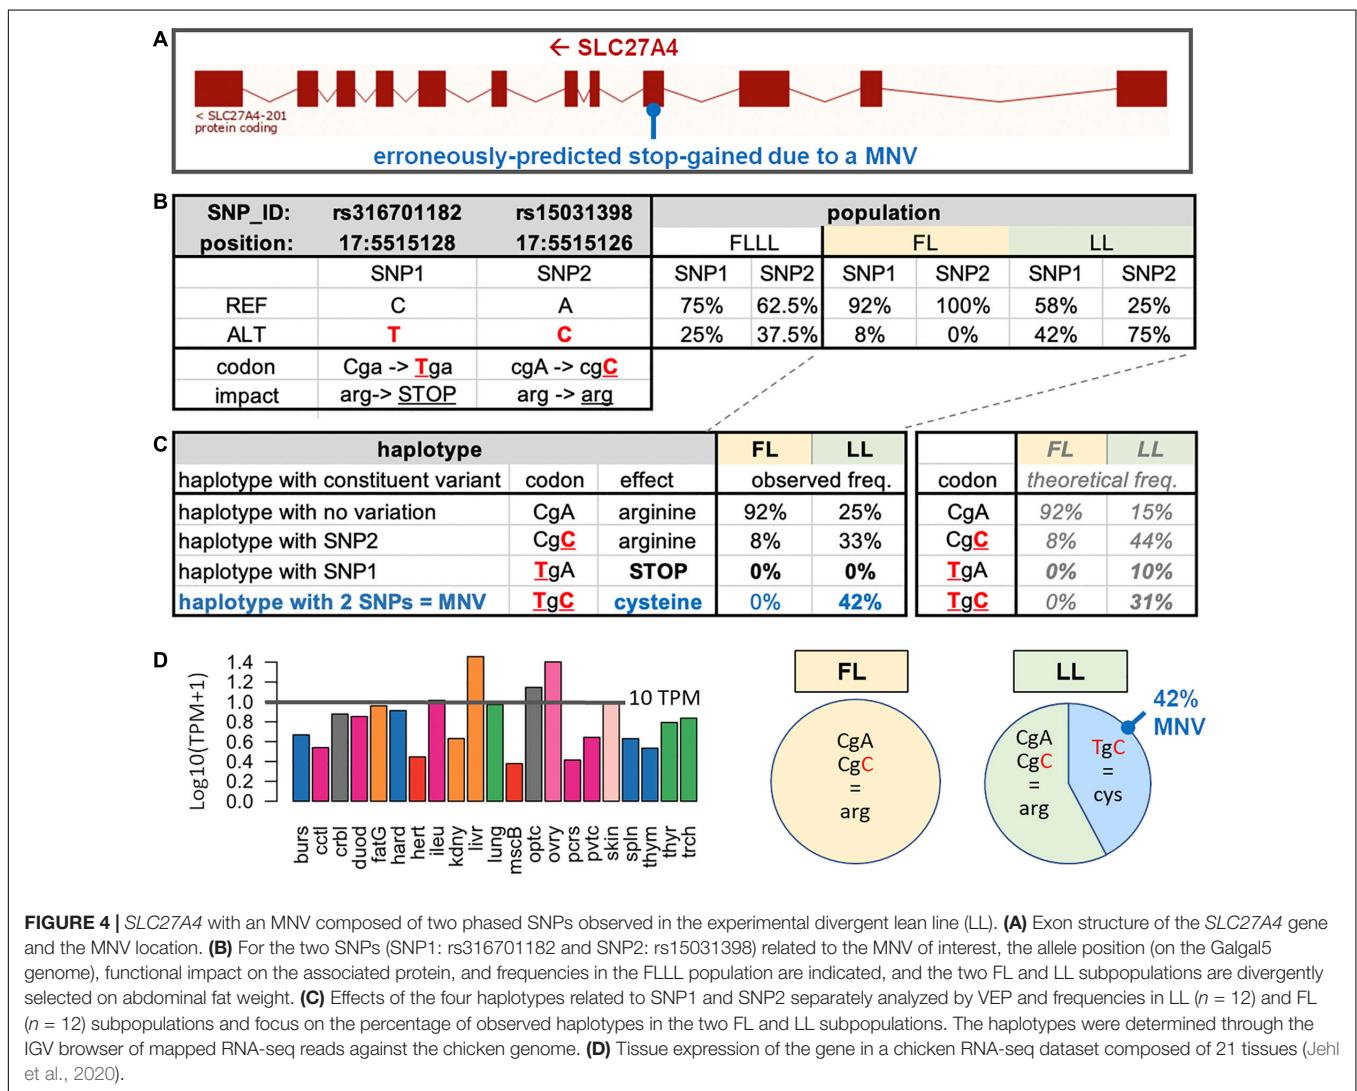 A
← SLC27A4
< SLC27A4-201
protein coding
erroneously-predicted stop-gained due to a MNV
B
SNP_ID: rs316701182 rs15031398 population
position: 17:5515128 17:5515126 FLLL FL LL
SNP1 SNP2 SNP1 SNP2 SNP1 SNP2 SNP1 SNP2
REF C A 75% 62.5% 92% 100% 58% 25%
ALT T C 25% 37.5% 8% 0% 42% 75%
codon Cga -> Tga cgA -> cgC
impact arg-> STOP arg -> arg
C
haplotype FL LL FL LL
haplotype with constituent variant codon effect observed freq. codon theoretical freq.
haplotype with no variation CgA arginine 92% 25% CgA 92% 15%
haplotype with SNP2 CgC arginine 8% 33% CgC 8% 44%
haplotype with SNP1 TgA STOP 0% 0% TgA 0% 10%
haplotype with 2 SNPs = MNV TgC cysteine 0% 42% TgC 0% 31%
D
Log10(TPM+1)
1.4
1.2
1.0
0.8
0.6
0.4
0.2
0.0
10 TPM
burs cctl crbl duod fatG hard hert ileu kdny livr lung mscB optc ovry pcrs pvtc skin spln thym thyr trch
FL
CgA
CgC
=
arg
LL
CgA
CgC
=
arg
TgC
=
cys
42%
MNV
FIGURE 4 | SLC27A4 with an MNV composed of two phased SNPs observed in the experimental divergent lean line (LL). (A) Exon structure of the SLC27A4 gene
and the MNV location. (B) For the two SNPs (SNP1: rs316701182 and SNP2: rs15031398) related to the MNV of interest, the allele position (on the Galgal5
genome), functional impact on the associated protein, and frequencies in the FLLL population are indicated, and the two FL and LL subpopulations are divergently
selected on abdominal fat weight. (C) Effects of the four haplotypes related to SNP1 and SNP2 separately analyzed by VEP and frequencies in LL (n = 12) and FL
(n = 12) subpopulations and focus on the percentage of observed haplotypes in the two FL and LL subpopulations. The haplotypes were determined through the
IGV browser of mapped RNA-seq reads against the chicken genome. (D) Tissue expression of the gene in a chicken RNA-seq dataset composed of 21 tissues (Jehl
et al., 2020).